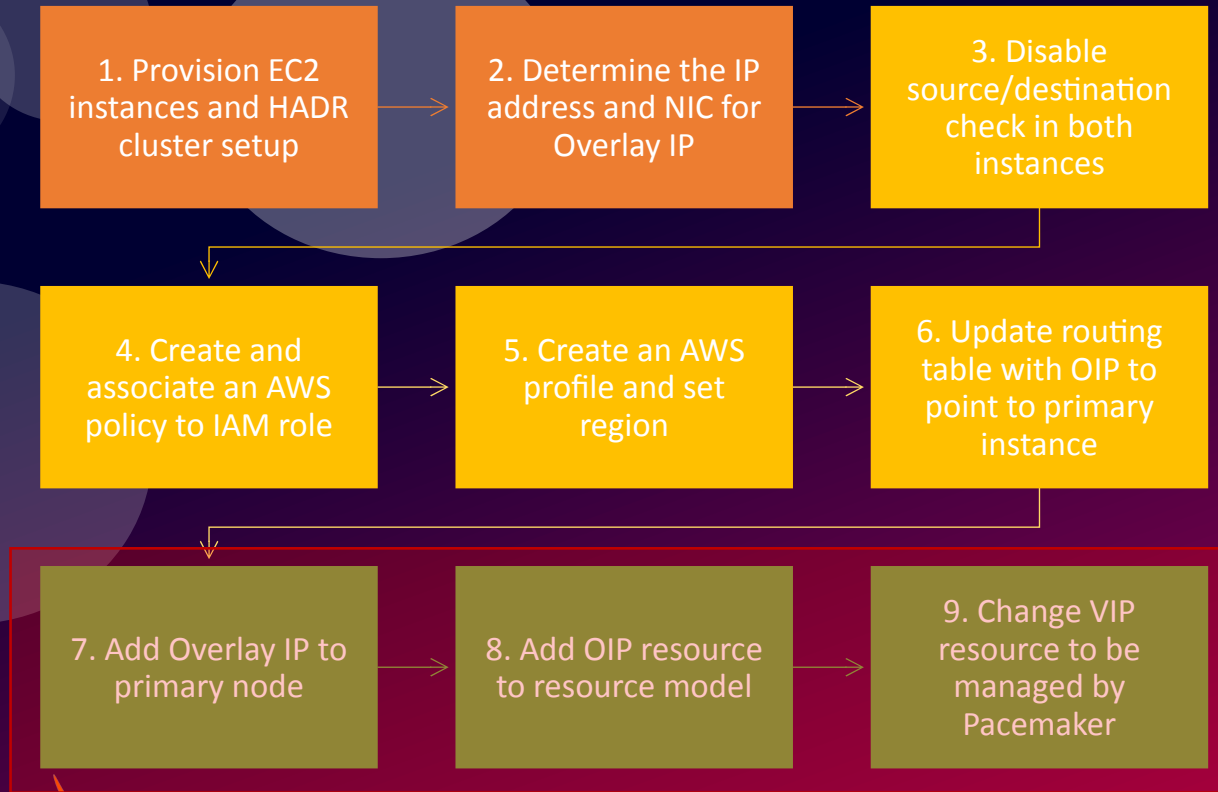 1. Provision EC2
instances and HADR
cluster setup
2. Determine the IP
address and NIC for
Overlay IP
3. Disable
source/destination
check in both
instances
4. Create and
associate an AWS
policy to IAM role
5. Create an AWS
profile and set
region
6. Update routing
table with OIP to
point to primary
instance
7. Add Overlay IP to
primary node
8. Add OIP resource
to resource model
9. Change VIP
resource to be
managed by
Pacemaker